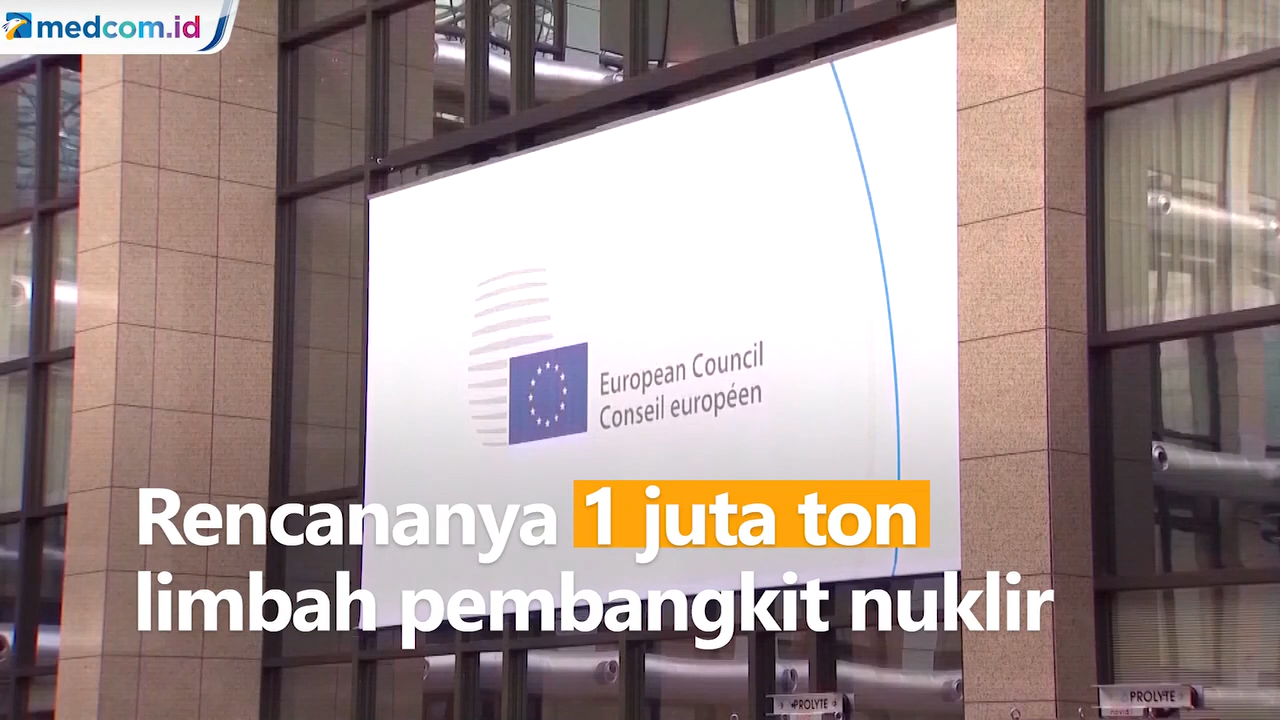 medcom.id
European Council
Conseil européen
Rencananya 1 juta ton
limbah pembangkit nuklir
PROLYTE
PROLYTE